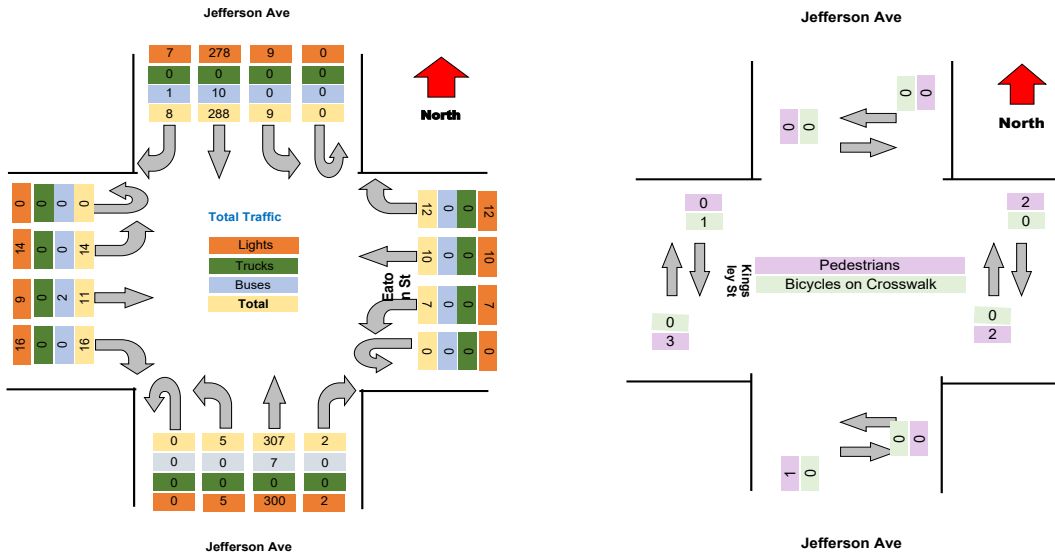 Jefferson Ave
7 278 9 0
0 0 0 0
1 10 0 0
8 288 9 0
North
0 0 0 0
14 0 0 14
9 0 2 11
16 0 0 16
Total Traffic
Lights
Trucks
Buses
Total
Eato
n St
12 0 0 12
10 0 0 10
7 0 0 7
0 0 0 0
0 5 307 2
0 0 7 0
0 0 0 0
0 5 300 2
Jefferson Ave
Jefferson Ave
0 0
0 0
North
0
1
2
0
Kings
ley St
Pedestrians
Bicycles on Crosswalk
0
3
0
2
0 0
1 0
Jefferson Ave